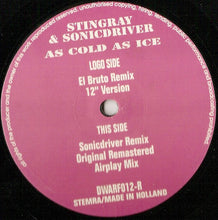 STINGRAY
& SONICDRIVER
AS COLD AS ICE
LOGO SIDE
El Bruto Remix
12" Version
THIS SIDE
Sonicdriver Remix
Original Remastered
Airplay Mix
DWARF012-R
STEMRA/MADE IN HOLLAND